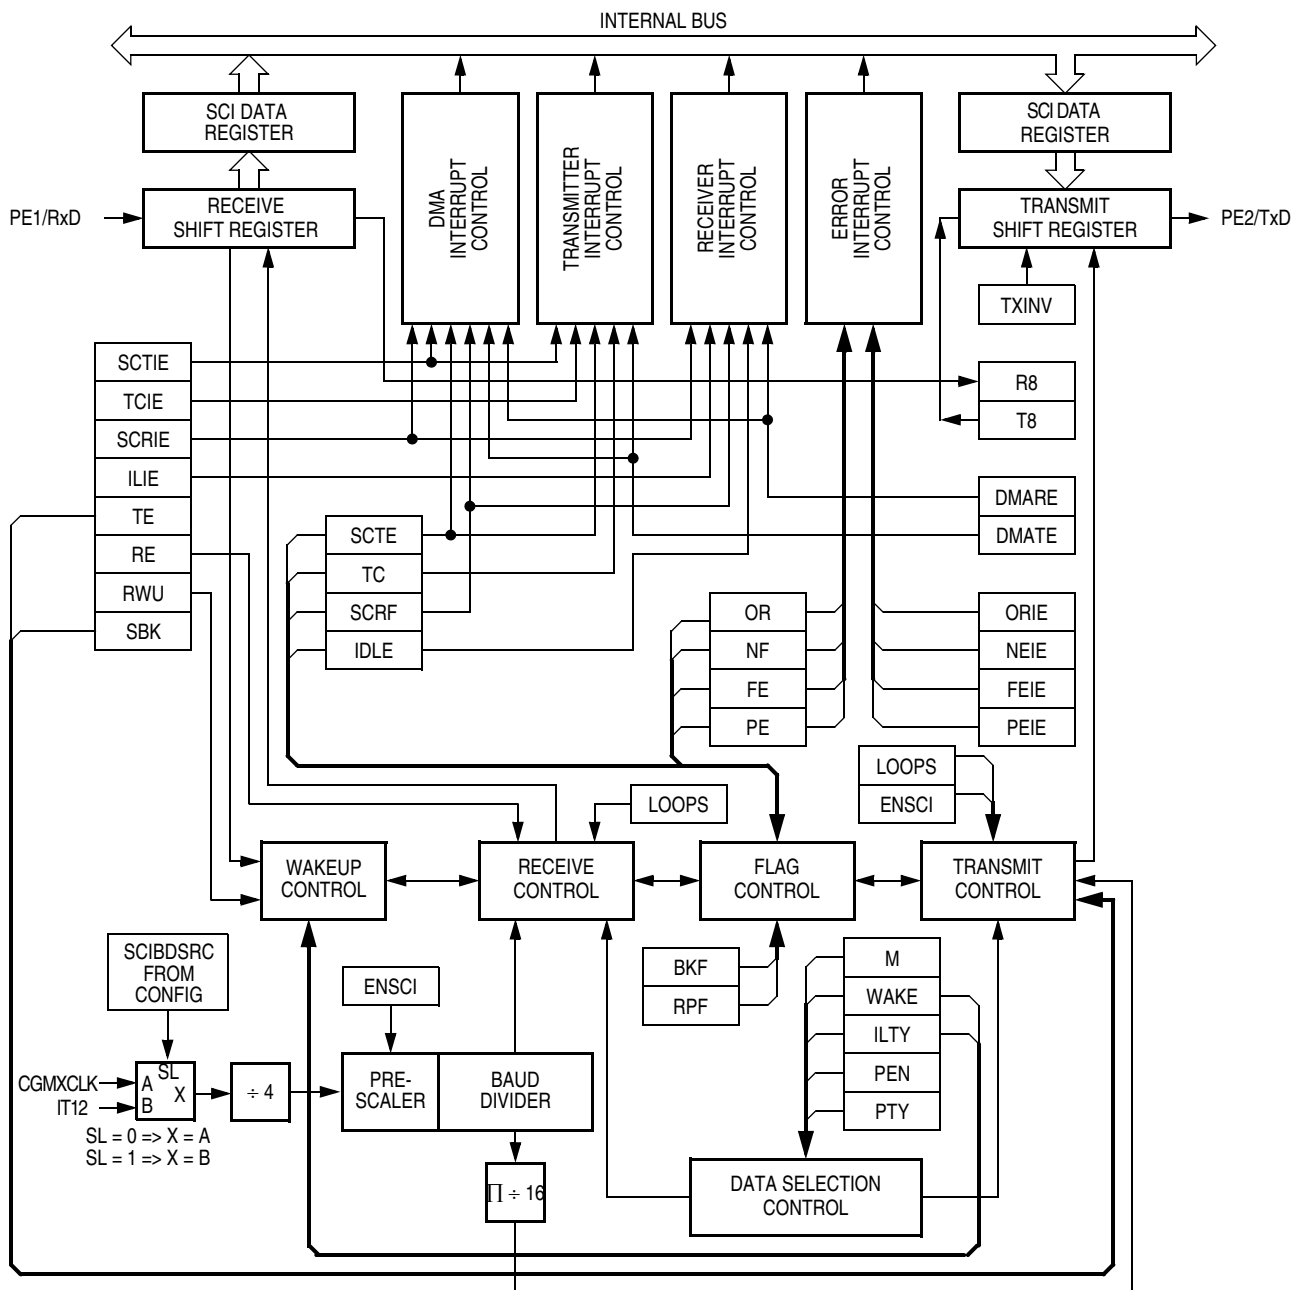 INTERNAL BUS
SCI DATA
REGISTER
DMA
INTERRUPT
CONTROL
TRANSMITTER
INTERRUPT
CONTROL
RECEIVER
INTERRUPT
CONTROL
ERROR
INTERRUPT
CONTROL
SCI DATA
REGISTER
PE1/RxD
RECEIVE
SHIFT REGISTER
TRANSMIT
SHIFT REGISTER
PE2/TxD
TXINV
SCTIE
TCIE
SCRIE
ILIE
TE
RE
RWU
SBK
R8
T8
DMARE
DMATE
SCTE
TC
SCRF
IDLE
OR
NF
FE
PE
ORIE
NEIE
FEIE
PEIE
LOOPS
LOOPS
ENSCI
WAKEUP
CONTROL
RECEIVE
CONTROL
FLAG
CONTROL
TRANSMIT
CONTROL
SCIBDSRC
FROM
CONFIG
ENSCI
BKF
RPF
M
WAKE
ILTY
PEN
PTY
CGMXCLK
IT12
SL
A
X
B
÷ 4
PRE-
SCALER
BAUD
DIVIDER
SL = 0 => X = A
SL = 1 => X = B
∏ ÷ 16
DATA SELECTION
CONTROL